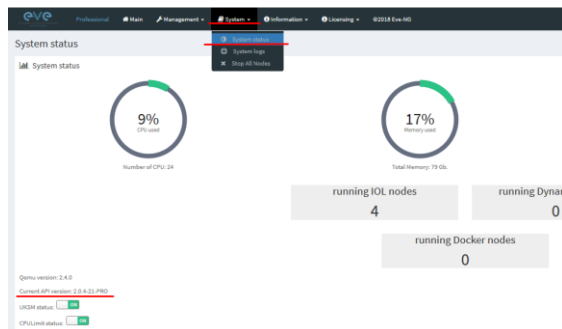 eve Professional Main Management System Information Licensing ©2018 Eve-NG
System status
System logs
Stop All Nodes
System status
System status
9%
CPU used
17%
Memory used
Number of CPU: 24
Total Memory: 79 Gb.
running IOL nodes
4
running Dynam
0
running Docker nodes
0
Qemu version: 2.4.0
Current API version: 2.0.4-21-PRO
UKSM status: ON
CPULimit status: ON